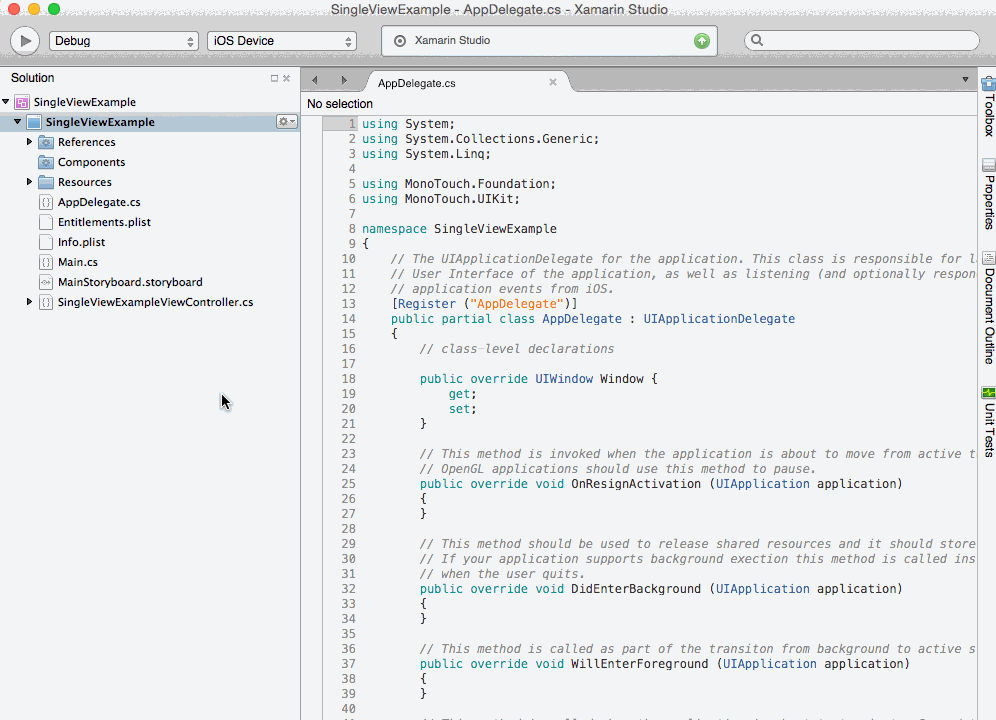 SingleViewExample - AppDelegate.cs - Xamarin Studio
Debug
iOS Device
Xamarin Studio
Solution
SingleViewExample
SingleViewExample
References
Components
Resources
AppDelegate.cs
Entitlements.plist
Info.plist
Main.cs
MainStoryboard.storyboard
SingleViewExampleViewController.cs
AppDelegate.cs
No selection
1 using System;
2 using System.Collections.Generic;
3 using System.Linq;
4
5 using MonoTouch.Foundation;
6 using MonoTouch.UIKit;
7
8 namespace SingleViewExample
9 {
10 // The UIApplicationDelegate for the application. This class is responsible for
11 // User Interface of the application, as well as listening (and optionally respon
12 // application events from iOS.
13 [Register ("AppDelegate")]
14 public partial class AppDelegate : UIApplicationDelegate
15 {
16 // class-level declarations
17
18 public override UIWindow Window {
19 get;
20 set;
21 }
22
23 // This method is invoked when the application is about to move from active t
24 // OpenGL applications should use this method to pause.
25 public override void OnResignActivation (UIApplication application)
26 {
27 }
28
29 // This method should be used to release shared resources and it should store
30 // If your application supports background exection this method is called ins
31 // when the user quits.
32 public override void DidEnterBackground (UIApplication application)
33 {
34 }
35
36 // This method is called as part of the transiton from background to active s
37 public override void WillEnterForeground (UIApplication application)
38 {
39 }
40
Toolbox
Properties
Document Outline
Unit Tests